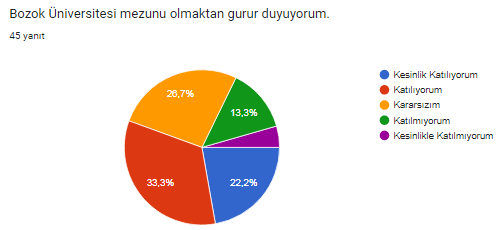 Bozok Üniversitesi mezunu olmaktan gurur duyuyorum.
45 yanıt
26,7%
13,3%
33,3%
22,2%
Kesinlik Katılıyorum
Katılıyorum
Kararsızım
Katılmıyorum
Kesinlikle Katılmıyorum